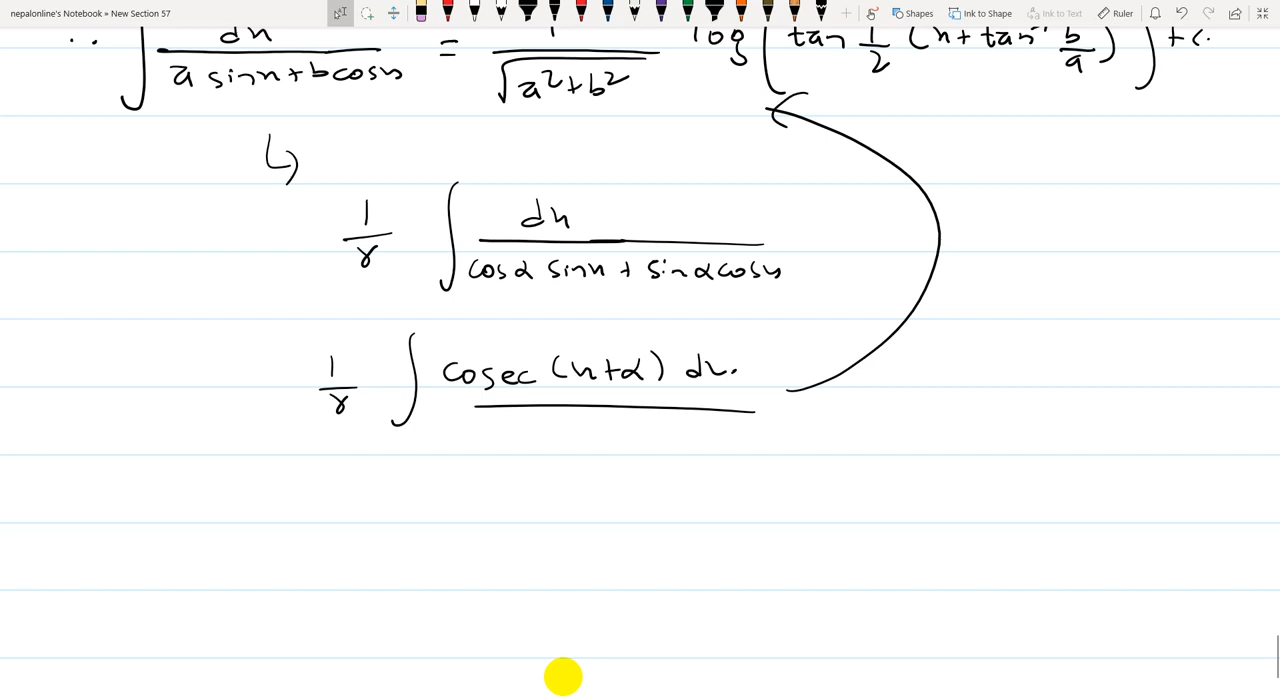 nepalonline's Notebook » New Section 57
Shapes Ink to Shape Ink to Text Ruler
∴ ∫ dx / (a sinx + b cosx) = 1/√(a²+b²) log [tan 1/2 (x + tan⁻¹ b/a)] + c.
↳
1/r ∫ dx / (cosα sinx + sinα cosx)
1/r ∫ cosec (x+α) dx.